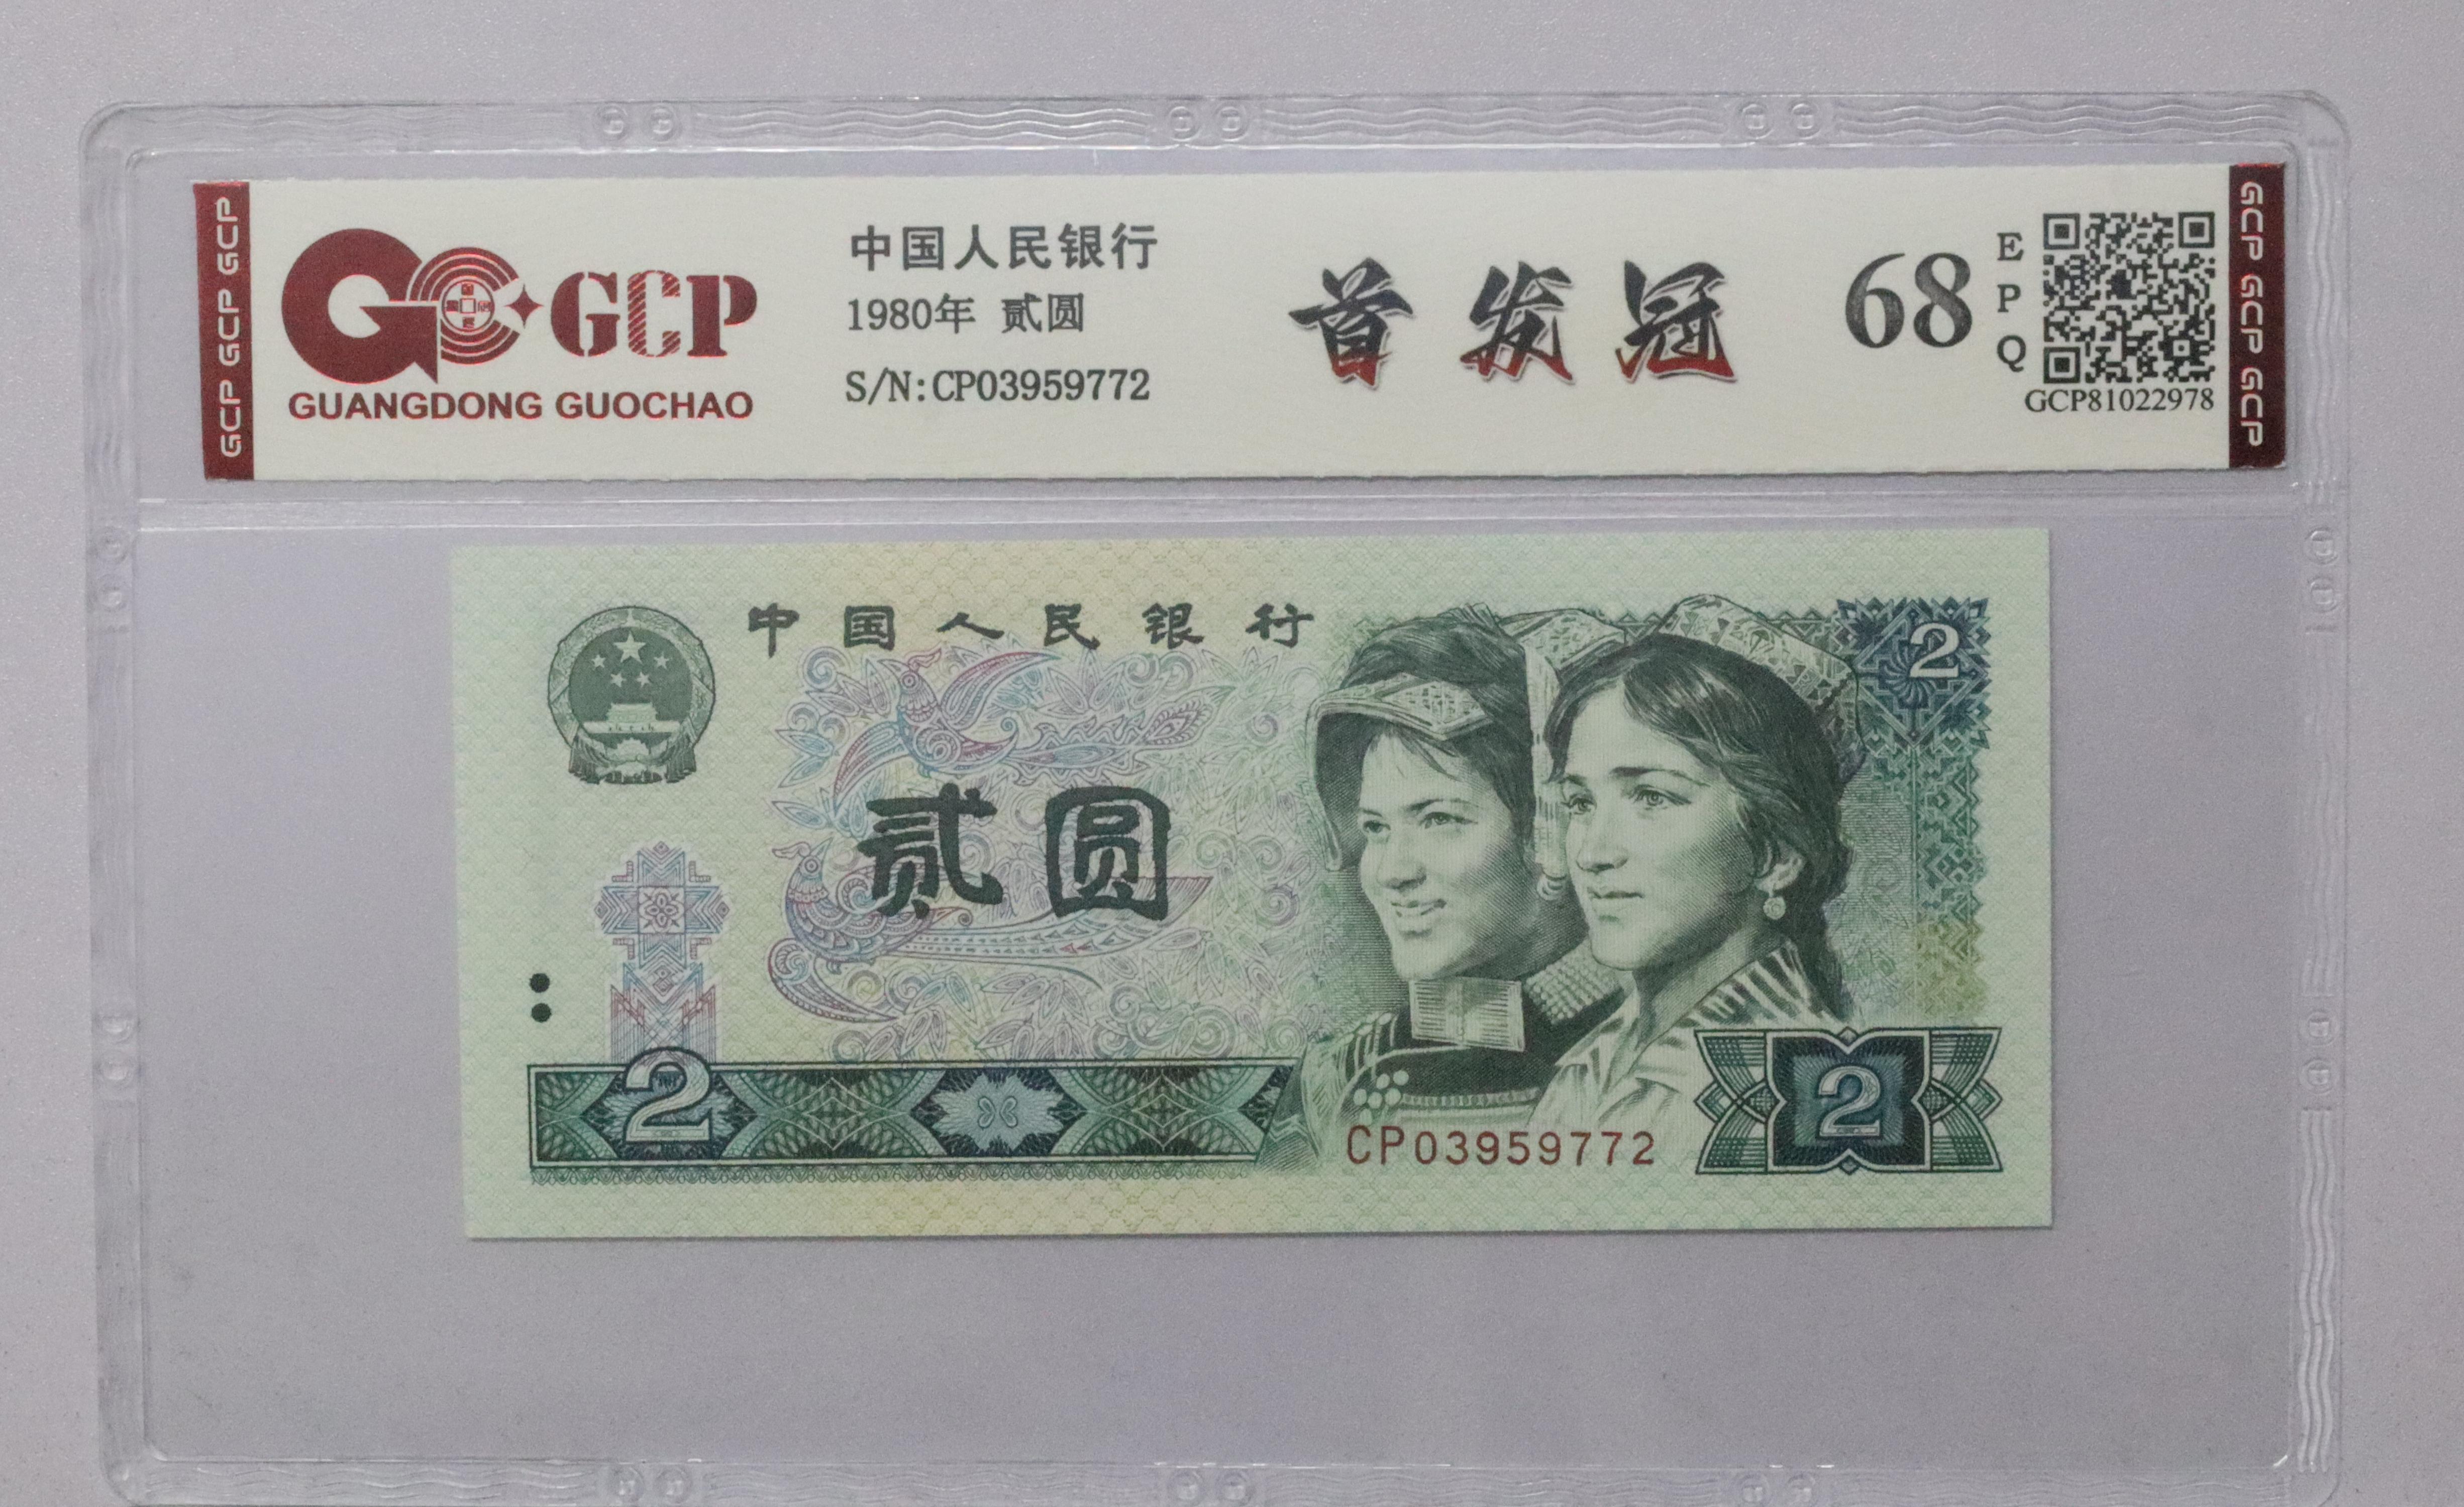 GCP GCP GCP
GCP
GUANGDONG GUOCHAO
中国人民银行
1980年 贰圆
S/N:CP03959772
首发冠
68
E
P
Q
GCP81022978
GCP GCP GCP
中国人民银行
2
贰圆
2
CP03959772
2